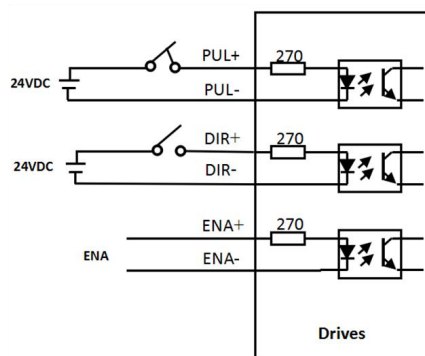 PUL+
270
24VDC
PUL-
DIR+
270
24VDC
DIR-
ENA+
270
ENA
ENA-
Drives